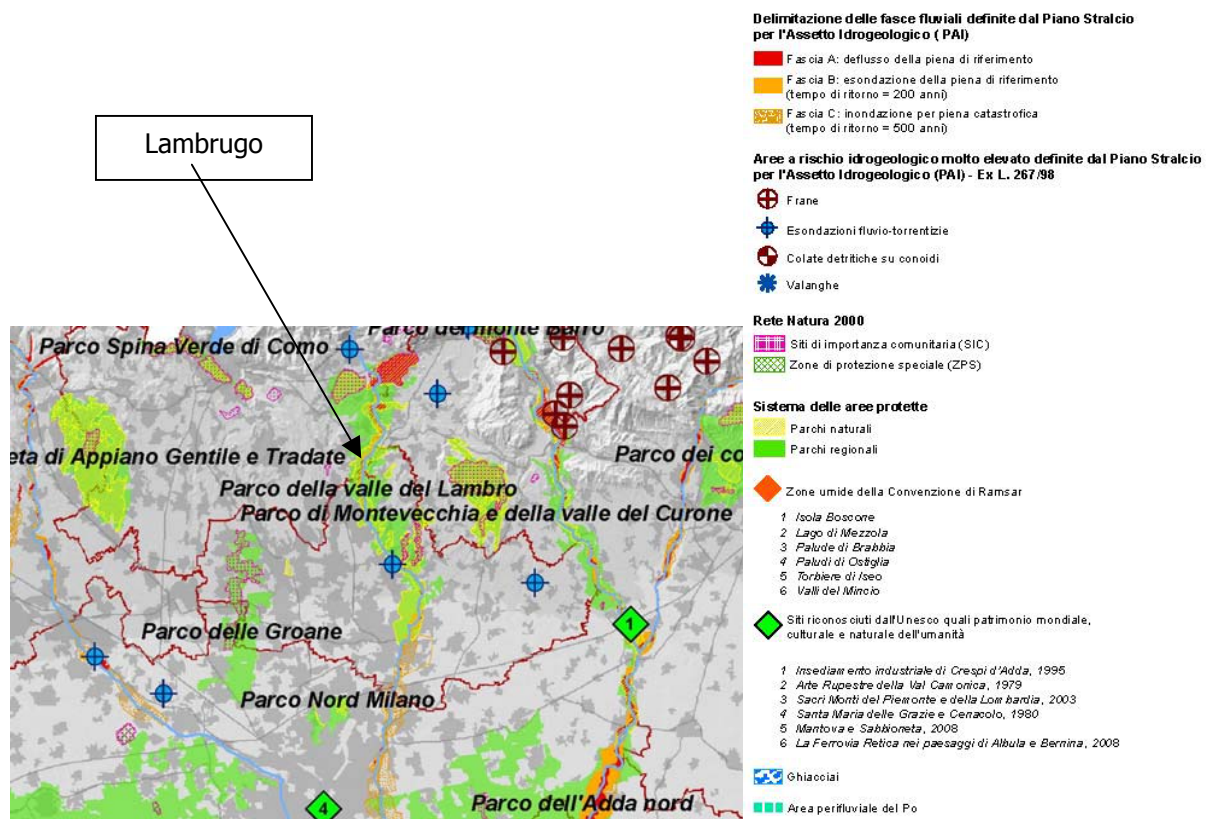 Lambrugo
Parco del monte Barro
Parco Spina Verde di Como
eta di Appiano Gentile e Tradate
Parco dei co
Parco della valle del Lambro
Parco di Montevecchia e della valle del Curone
1
Parco delle Groane
Parco Nord Milano
Parco dell'Adda nord
4
Delimitazione delle fasce fluviali definite dal Piano Stralcio
per l'Assetto Idrogeologico ( PAI)
Fascia A: deflusso della piena di riferimento
Fascia B: esondazione della piena di riferimento
(tempo di ritorno = 200 anni)
Fascia C: inondazione per piena catastrofica
(tempo di ritorno = 500 anni)
Aree a rischio idrogeologico molto elevato definite dal Piano Stralcio
per l'Assetto Idrogeologico (PAI) - Ex L. 267/98
Frane
Esondazioni fluvio-torrentizie
Colate detritiche su conoidi
Valanghe
Rete Natura 2000
Siti di importanza comunitaria (SIC)
Zone di protezione speciale (ZPS)
Sistema delle aree protette
Parchi naturali
Parchi regionali
Zone umide della Convenzione di Ramsar
1 Isola Boscone
2 Lago di Mezzola
3 Palude di Brabbia
4 Paludi di Ostiglia
5 Torbiere di Iseo
6 Valli del Mincio
Siti riconosciuti dall'Unesco quali patrimonio mondiale,
culturale e naturale dell'umanità
1 Insediamento industriale di Crespi d'Adda, 1995
2 Arte Rupestre della Val Camonica, 1979
3 Sacri Monti del Piemonte e della Lombardia, 2003
4 Santa Maria delle Grazie e Cenacolo, 1980
5 Mantova e Sabbioneta, 2008
6 La Ferrovia Retica nei paesaggi di Albula e Bernina, 2008
Ghiacciai
Area perifluviale del Po